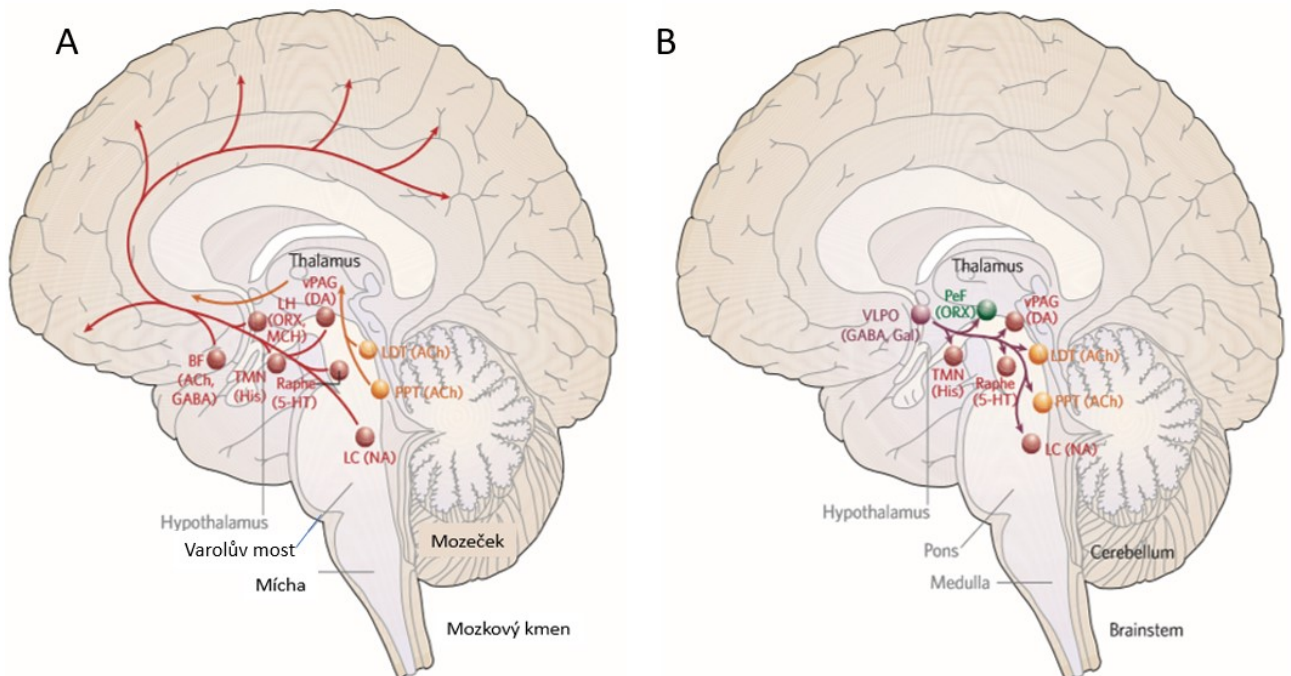 A
Thalamus
vPAG
(DA)
LH
(ORX,
MCH)
BF
(ACh,
GABA)
TMN
(His)
Raphe
(5-HT)
LDT (ACh)
PPT (ACh)
LC (NA)
Hypothalamus
Varolův most
Mozeček
Mícha
Mozkový kmen
B
Thalamus
PeF
(ORX)
vPAG
(DA)
VLPO
(GABA, Gal)
LDT (ACh)
TMN
(His)
Raphe
(5-HT)
PPT (ACh)
LC (NA)
Hypothalamus
Pons
Cerebellum
Medulla
Brainstem